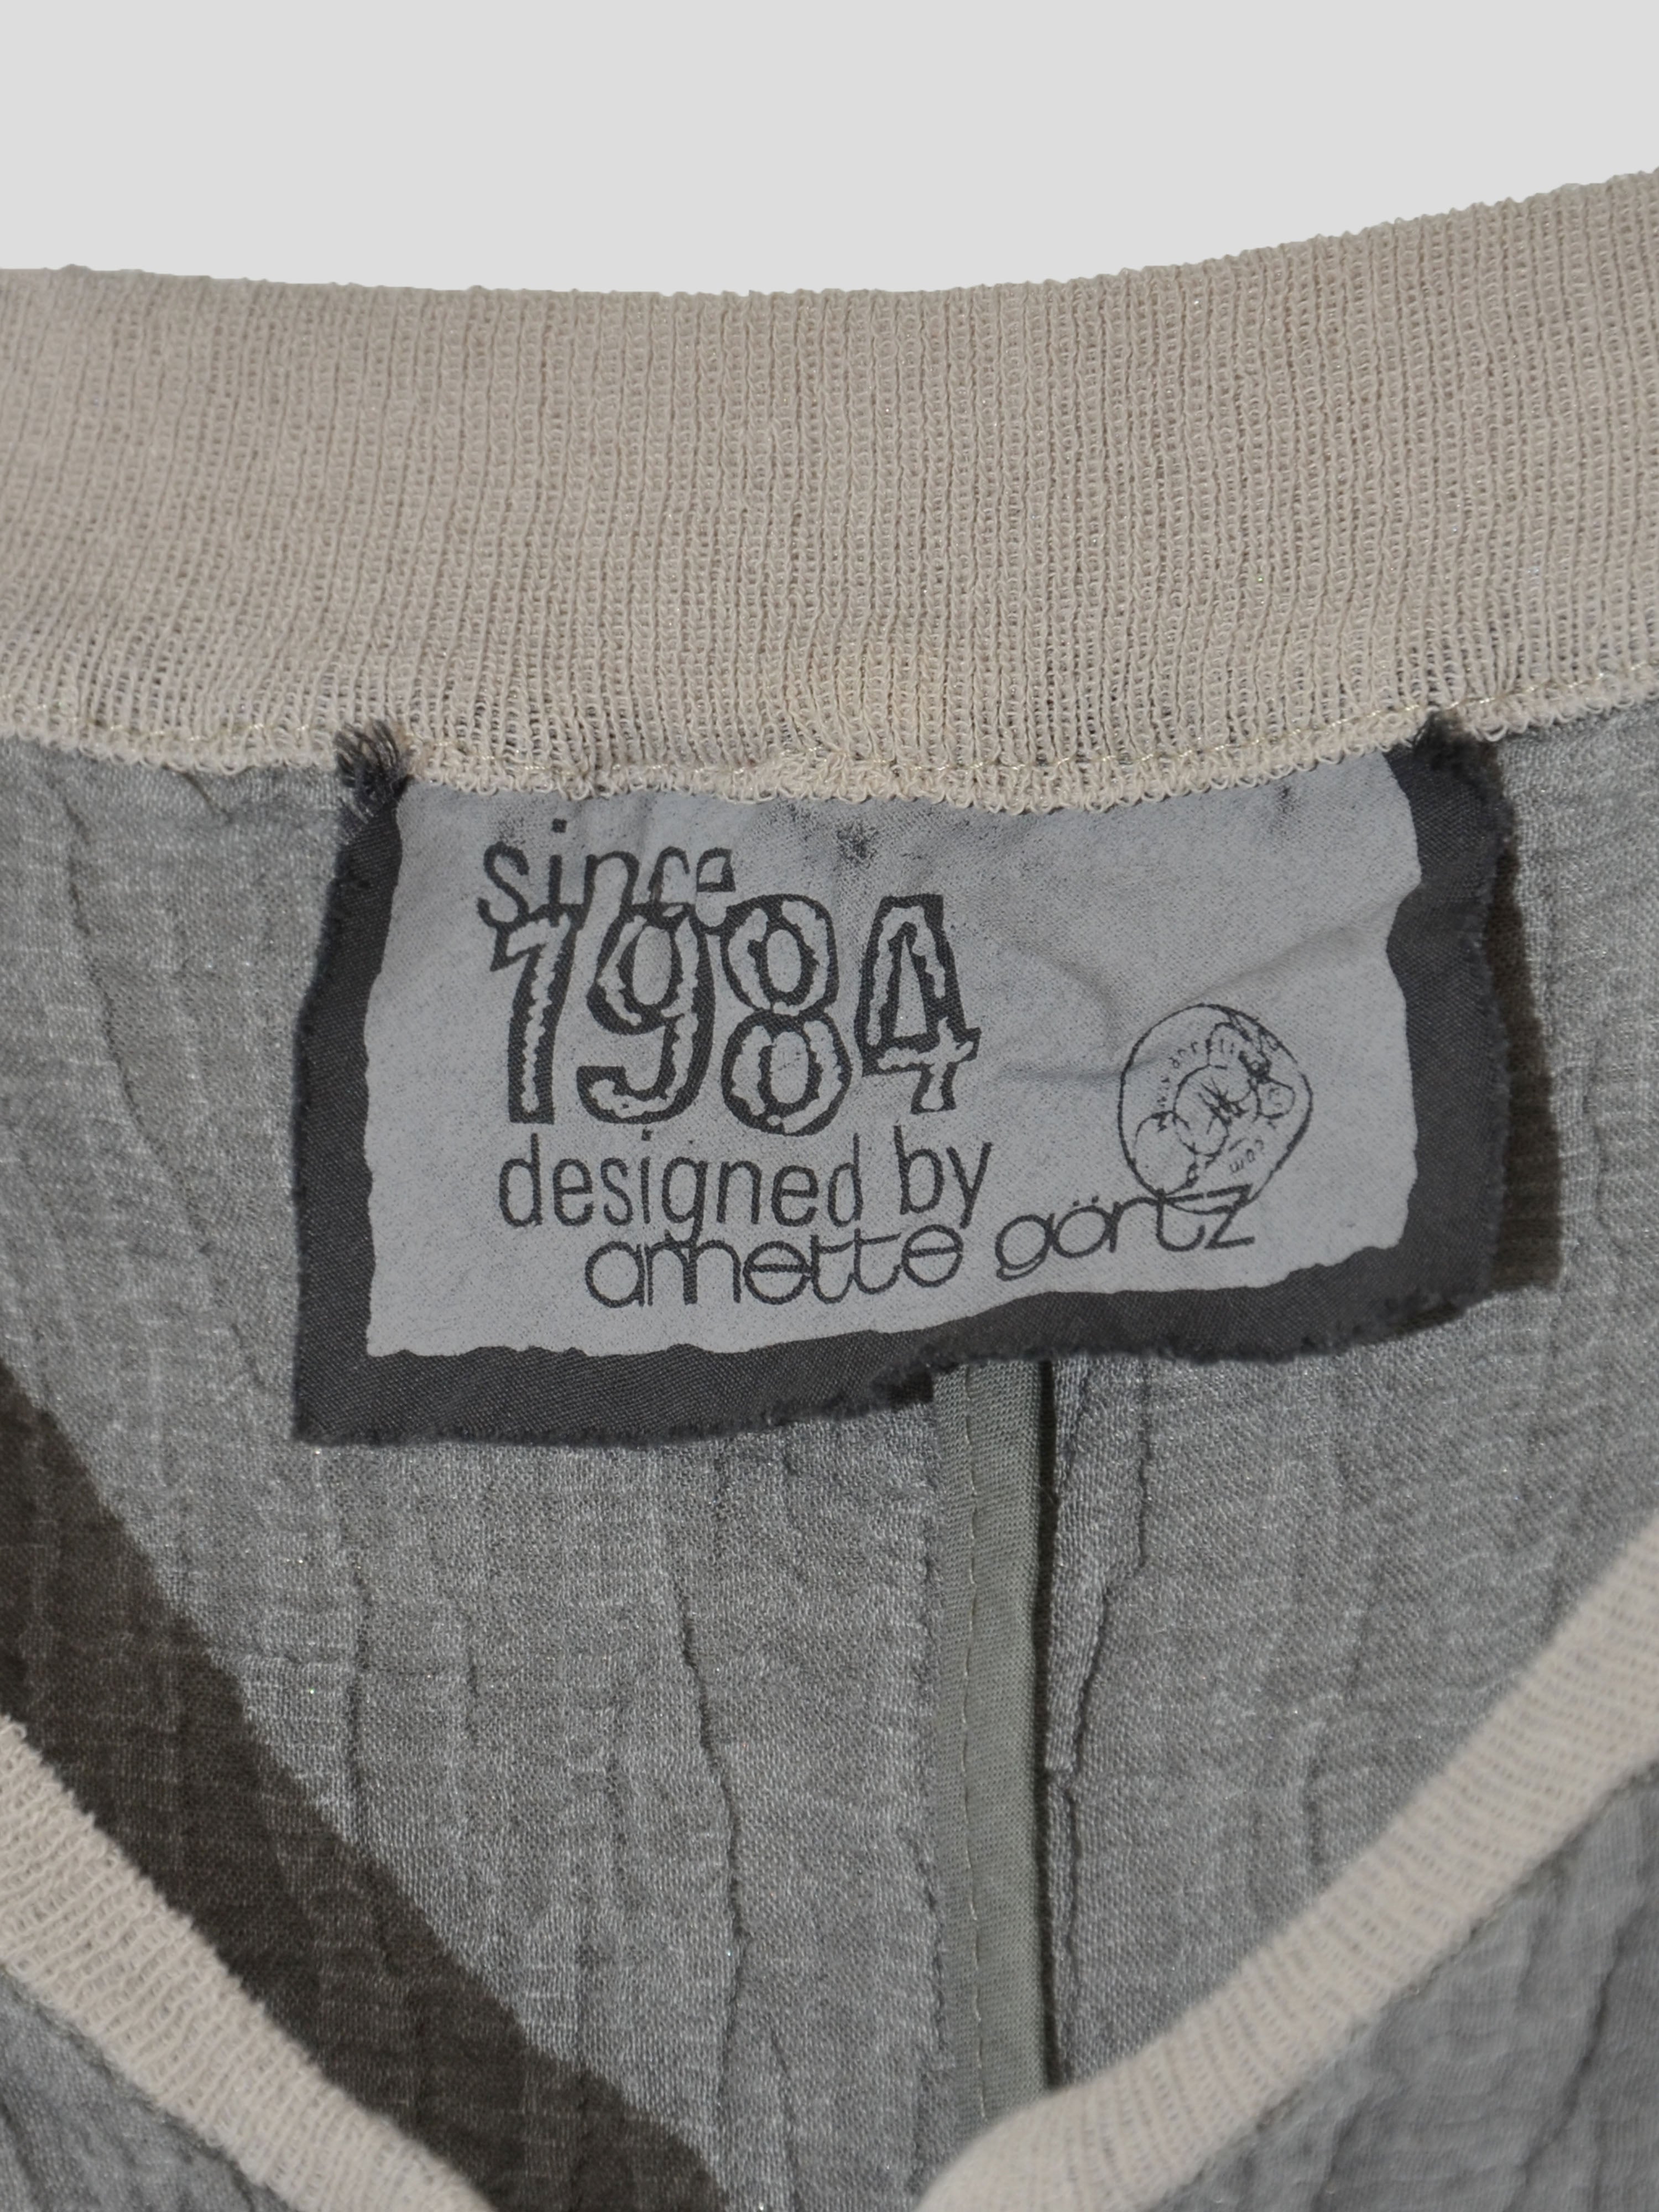 since
1984
designed by
annette görtz